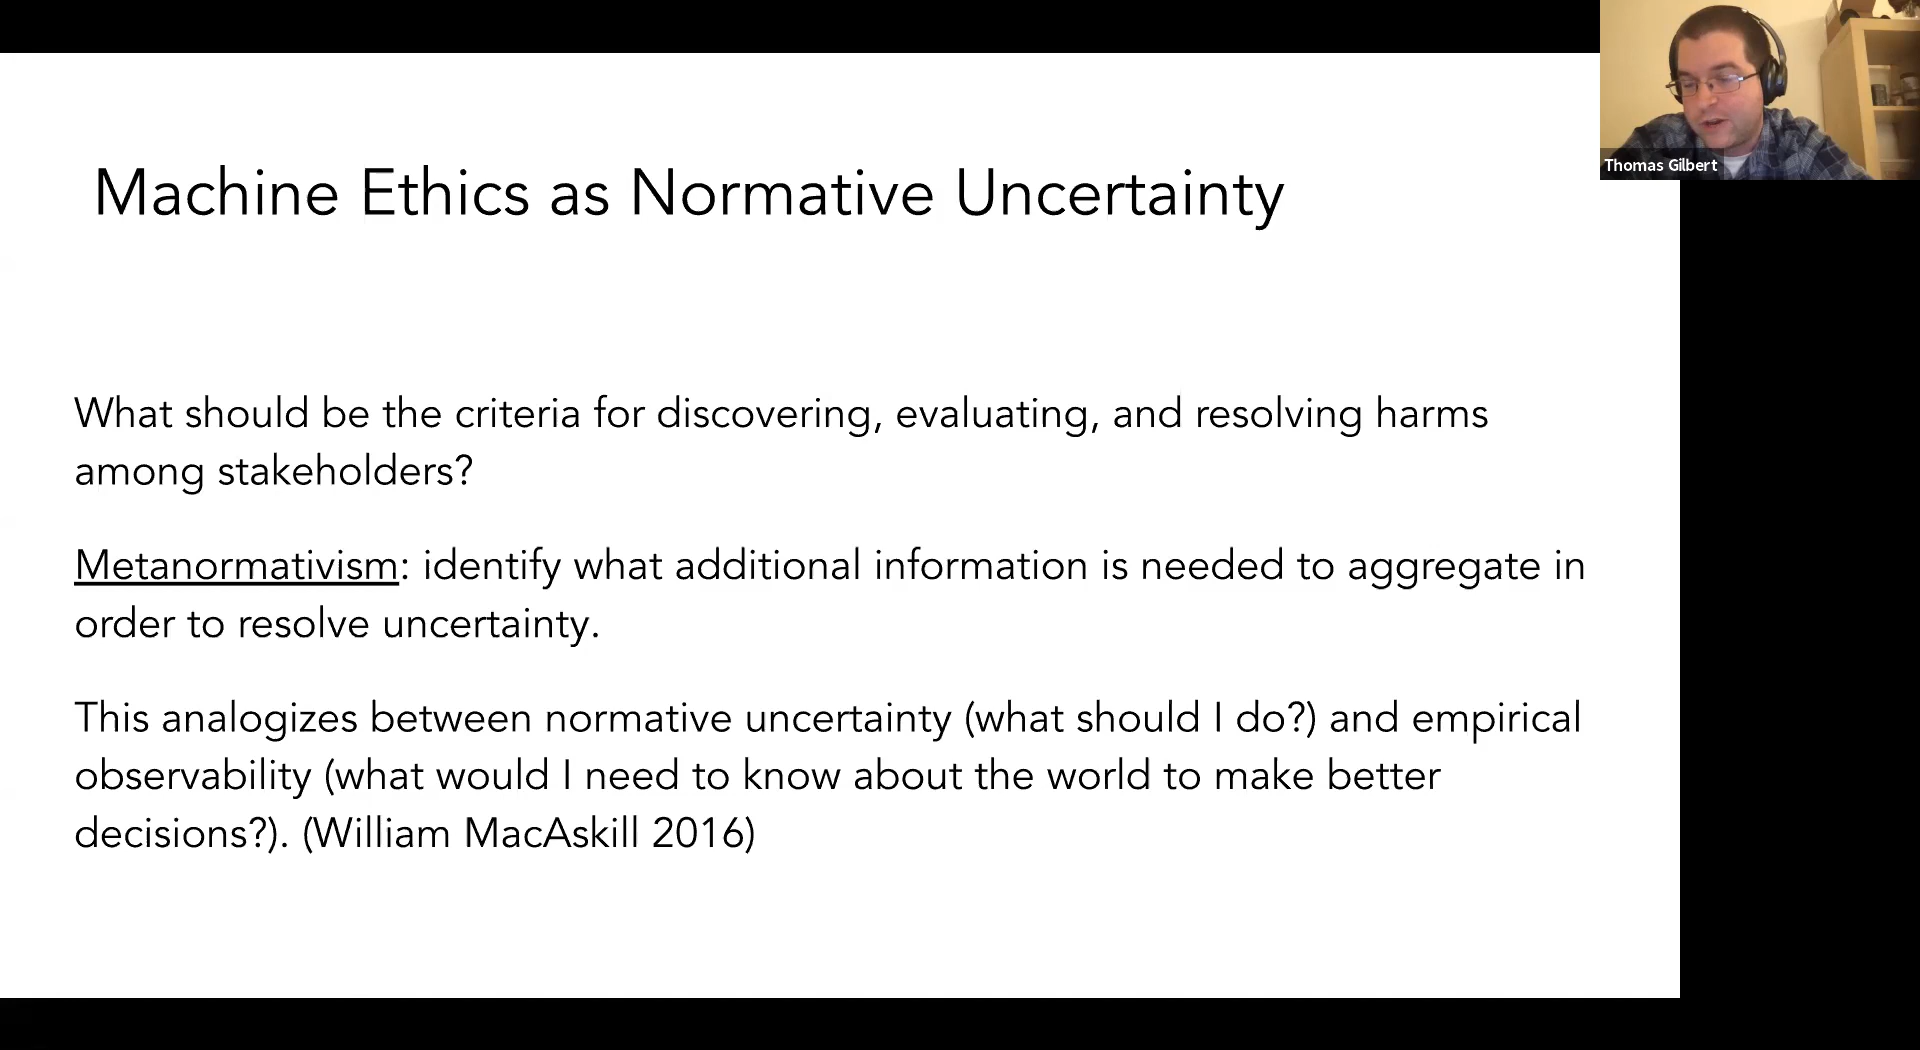 Machine Ethics as Normative Uncertainty
Thomas Gilbert
What should be the criteria for discovering, evaluating, and resolving harms
among stakeholders?
Metanormativism: identify what additional information is needed to aggregate in
order to resolve uncertainty.
This analogizes between normative uncertainty (what should I do?) and empirical
observability (what would I need to know about the world to make better
decisions?). (William MacAskill 2016)